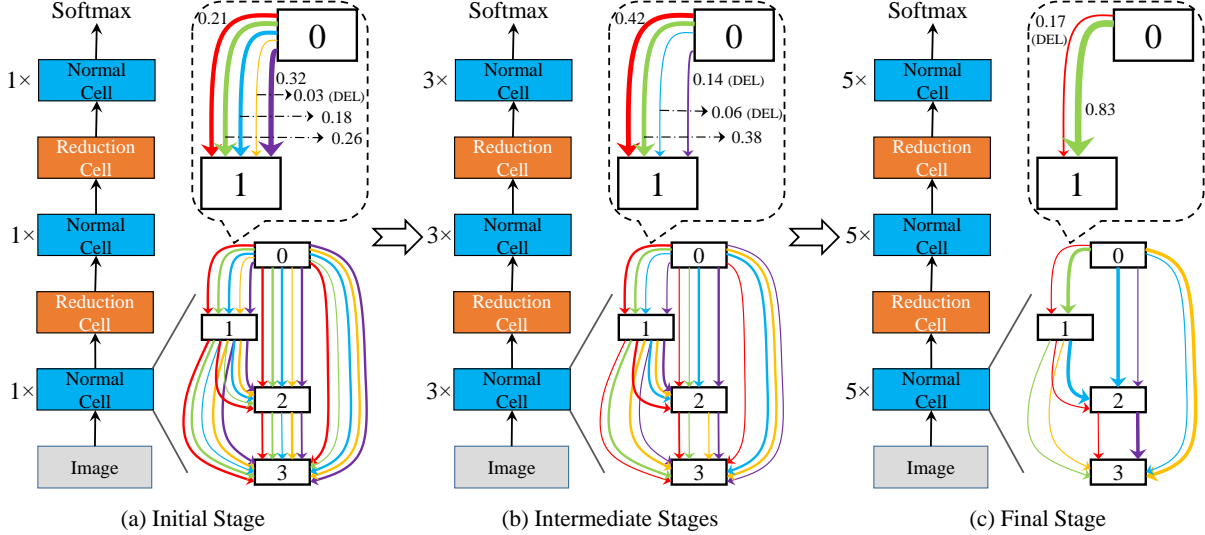 Softmax
0.21
0
1×
Normal
Cell
0.32
0.03 (DEL)
0.18
0.26
Reduction
Cell
1
1×
Normal
Cell
0
Reduction
Cell
1
1×
Normal
Cell
2
Image
3
(a) Initial Stage
Softmax
0.42
0
3×
Normal
Cell
0.14 (DEL)
0.06 (DEL)
0.38
Reduction
Cell
1
3×
Normal
Cell
0
Reduction
Cell
1
3×
Normal
Cell
2
Image
3
(b) Intermediate Stages
Softmax
0.17
(DEL)
0
5×
Normal
Cell
0.83
Reduction
Cell
1
5×
Normal
Cell
0
Reduction
Cell
1
5×
Normal
Cell
2
Image
3
(c) Final Stage